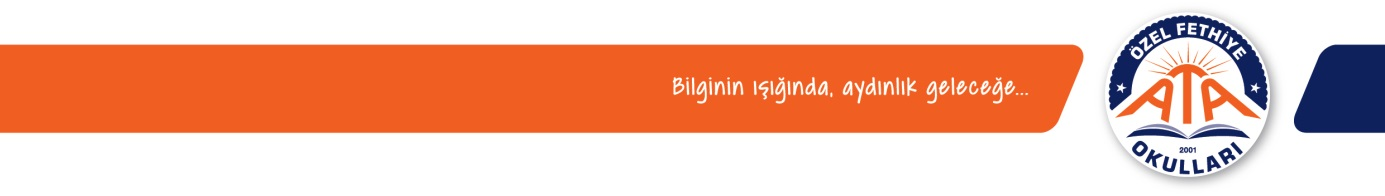 Bilginin ışığında, aydınlık geleceğe...
ÖZEL FETHİYE
ATA
2001
OKULLARI